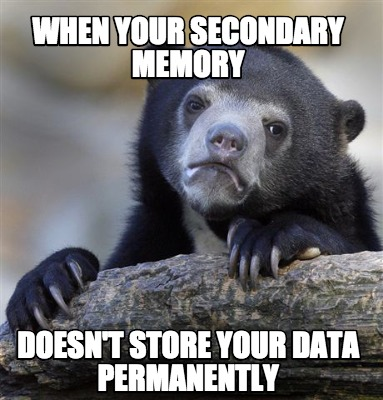 WHEN YOUR SECONDARY
MEMORY
DOESN'T STORE YOUR DATA
PERMANENTLY